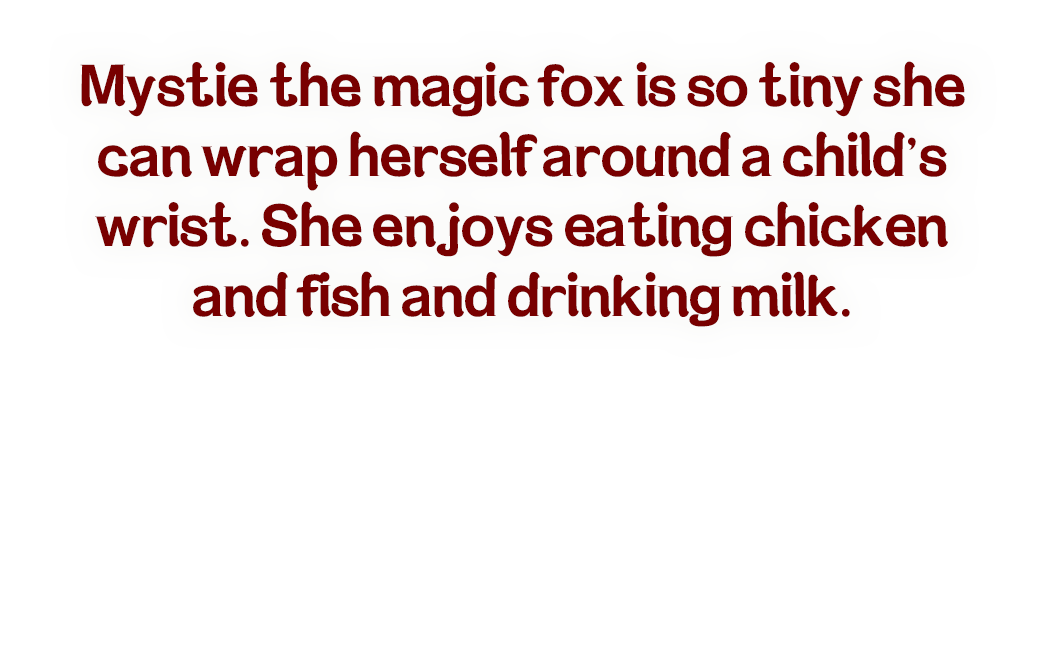 Mystie the magic fox is so tiny she
can wrap herself around a child's
wrist. She enjoys eating chicken
and fish and drinking milk.